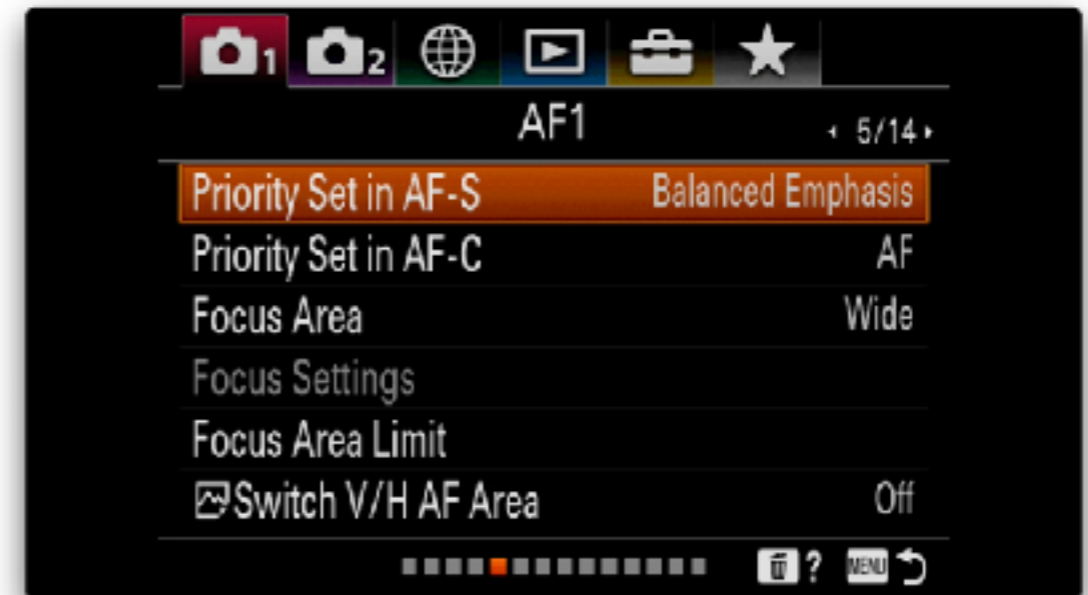 1 2
AF1
5/14
Priority Set in AF-S Balanced Emphasis
Priority Set in AF-C AF
Focus Area Wide
Focus Settings
Focus Area Limit
Switch V/H AF Area Off
? MENU